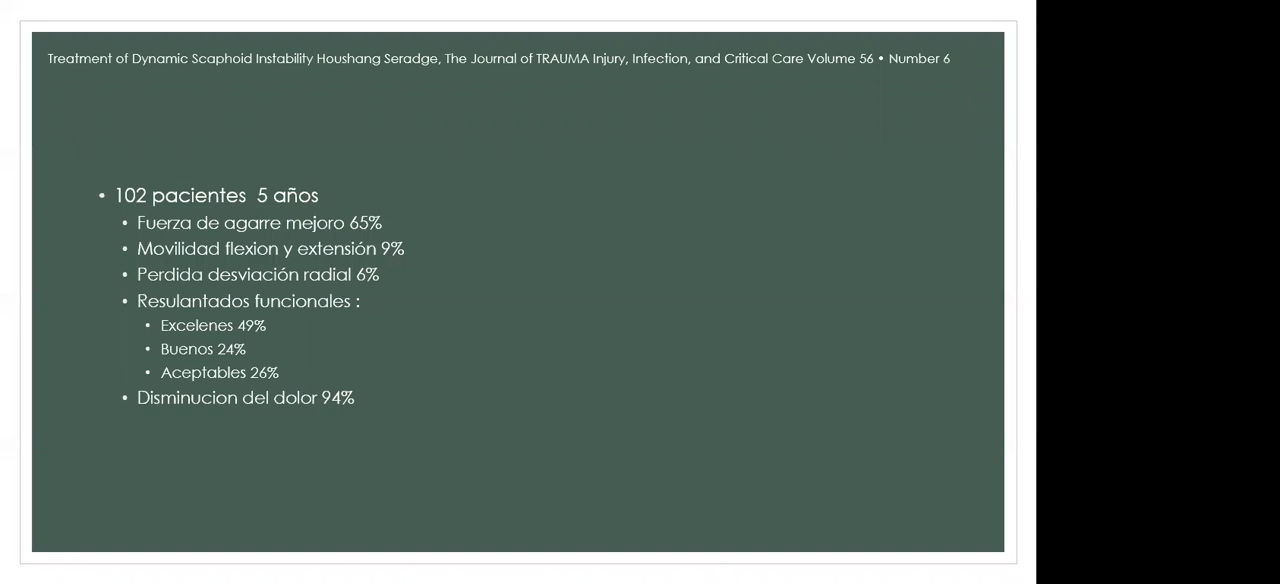 Treatment of Dynamic Scaphoid Instability Houshang Seradge, The Journal of TRAUMA Injury, Infection, and Critical Care Volume 56 • Number 6
• 102 pacientes 5 años
• Fuerza de agarre mejoro 65%
• Movilidad flexion y extensión 9%
• Perdida desviación radial 6%
• Resulantados funcionales :
• Excelenes 49%
• Buenos 24%
• Aceptables 26%
• Disminucion del dolor 94%